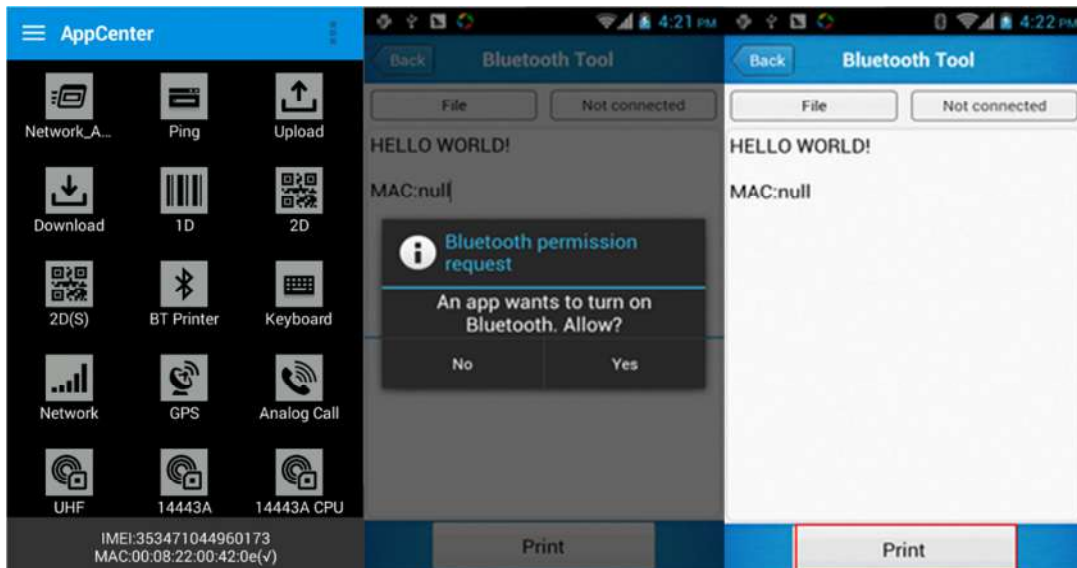 AppCenter
Network_A...
Ping
Upload
Download
1D
2D
2D(S)
BT Printer
Keyboard
Network
GPS
Analog Call
UHF
14443A
14443A CPU
IMEI:353471044960173
MAC:00:08:22:00:42:0e(√)
4:21 PM
Back
Bluetooth Tool
File
Not connected
HELLO WORLD!
MAC:null
Bluetooth permission
request
An app wants to turn on
Bluetooth. Allow?
No
Yes
Print
4:22 PM
Back
Bluetooth Tool
File
Not connected
HELLO WORLD!
MAC:null
Print